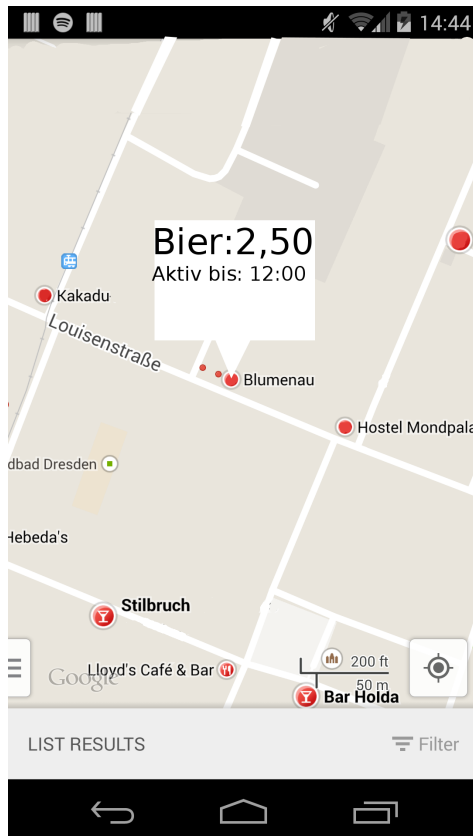 14:44
Bier:2,50
Aktiv bis: 12:00
Kakadu
Louisenstraße
Blumenau
Hostel Mondpala
dbad Dresden
Hebeda's
Stilbruch
Lloyd's Café & Bar
200 ft
Google
50 m
Bar Holda
LIST RESULTS
Filter